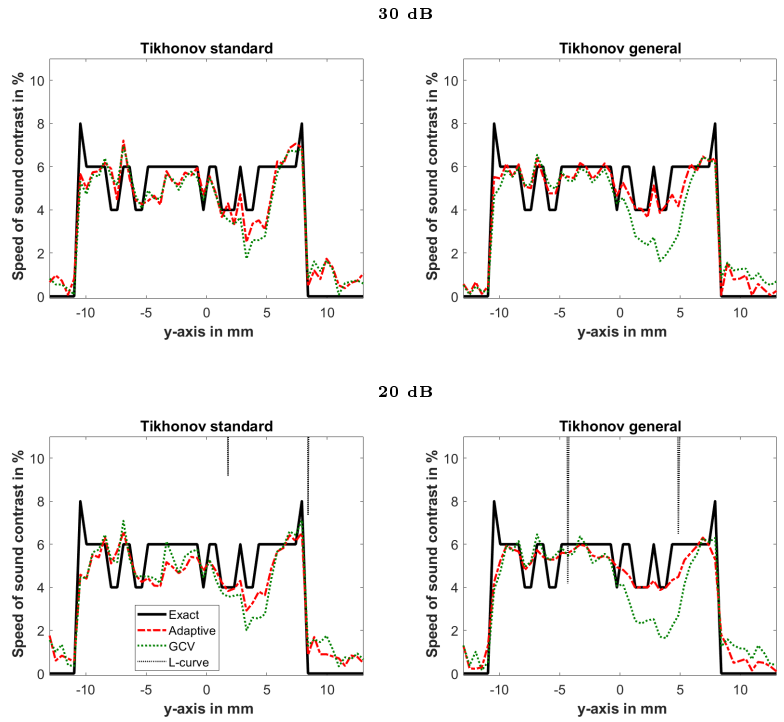 30 dB
Tikhonov standard
Speed of sound contrast in %
10
8
6
4
2
0
-10 -5 0 5 10
y-axis in mm
Tikhonov general
Speed of sound contrast in %
10
8
6
4
2
0
-10 -5 0 5 10
y-axis in mm
20 dB
Tikhonov standard
Speed of sound contrast in %
10
8
6
4
2
0
Exact
Adaptive
GCV
L-curve
-10 -5 0 5 10
y-axis in mm
Tikhonov general
Speed of sound contrast in %
10
8
6
4
2
0
-10 -5 0 5 10
y-axis in mm